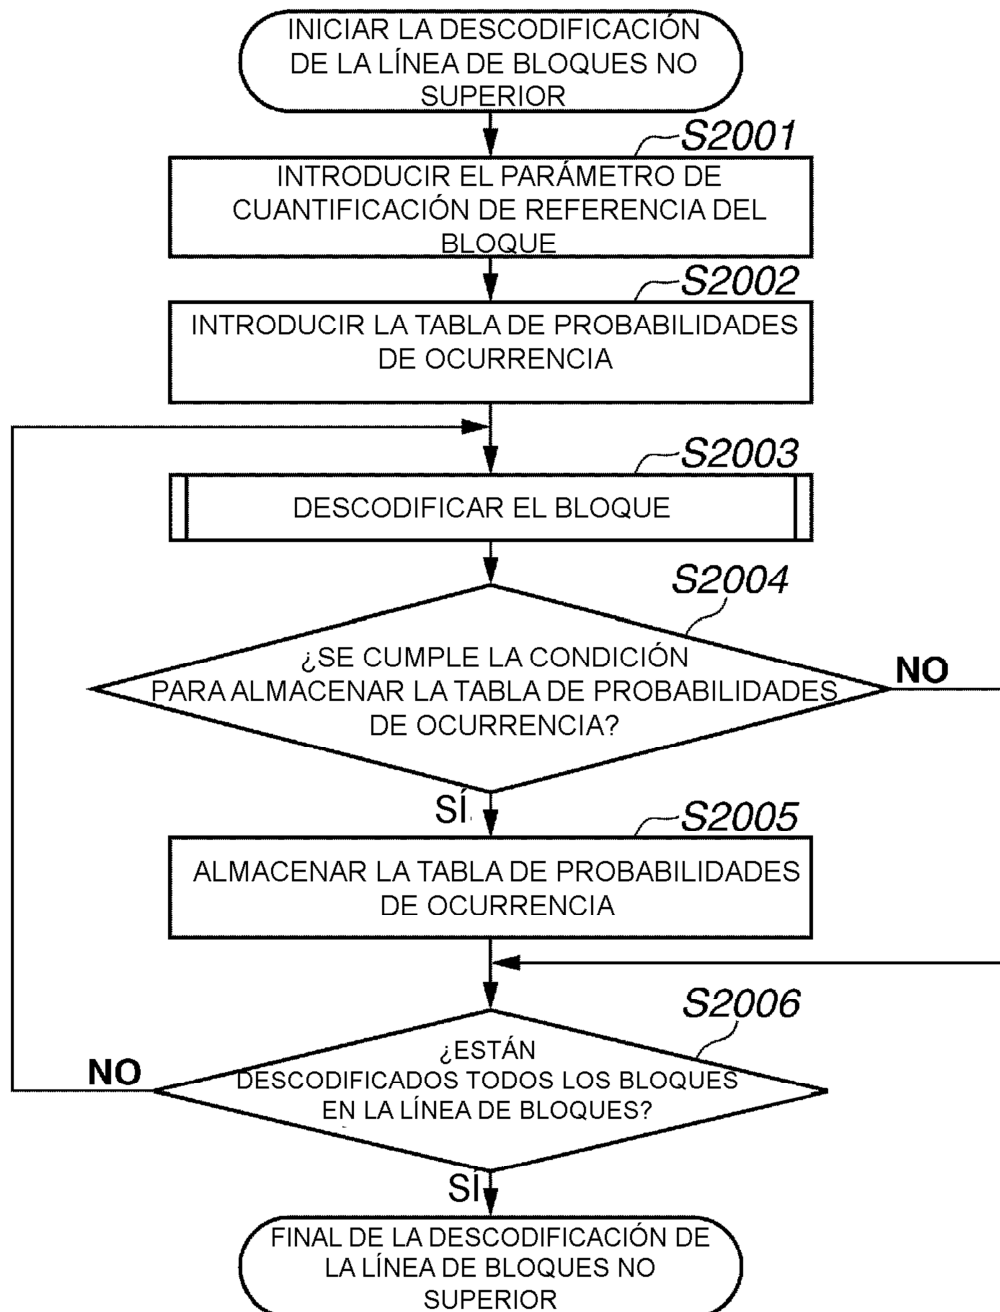 INICIAR LA DESCODIFICACIÓN
DE LA LÍNEA DE BLOQUES NO
SUPERIOR
S2001
INTRODUCIR EL PARÁMETRO DE
CUANTIFICACIÓN DE REFERENCIA DEL
BLOQUE
S2002
INTRODUCIR LA TABLA DE PROBABILIDADES
DE OCURRENCIA
S2003
DESCODIFICAR EL BLOQUE
S2004
¿SE CUMPLE LA CONDICIÓN
PARA ALMACENAR LA TABLA DE PROBABILIDADES
DE OCURRENCIA?
NO
SÍ
S2005
ALMACENAR LA TABLA DE PROBABILIDADES
DE OCURRENCIA
S2006
¿ESTÁN
DESCODIFICADOS TODOS LOS BLOQUES
EN LA LÍNEA DE BLOQUES?
NO
SÍ
FINAL DE LA DESCODIFICACIÓN DE
LA LÍNEA DE BLOQUES NO
SUPERIOR